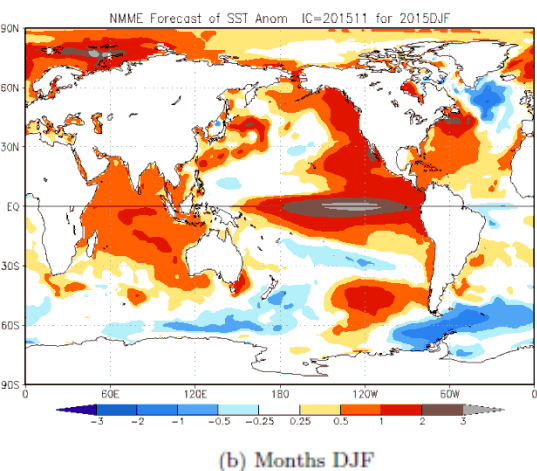 NMME Forecast of SST Anom IC=201511 for 2015DJF
90N
60N
30N
EQ
30S
60S
90S
0 60E 120E 180 120W 60W 0
-3 -2 -1 -0.5 -0.25 0.25 0.5 1 2 3
(b) Months DJF